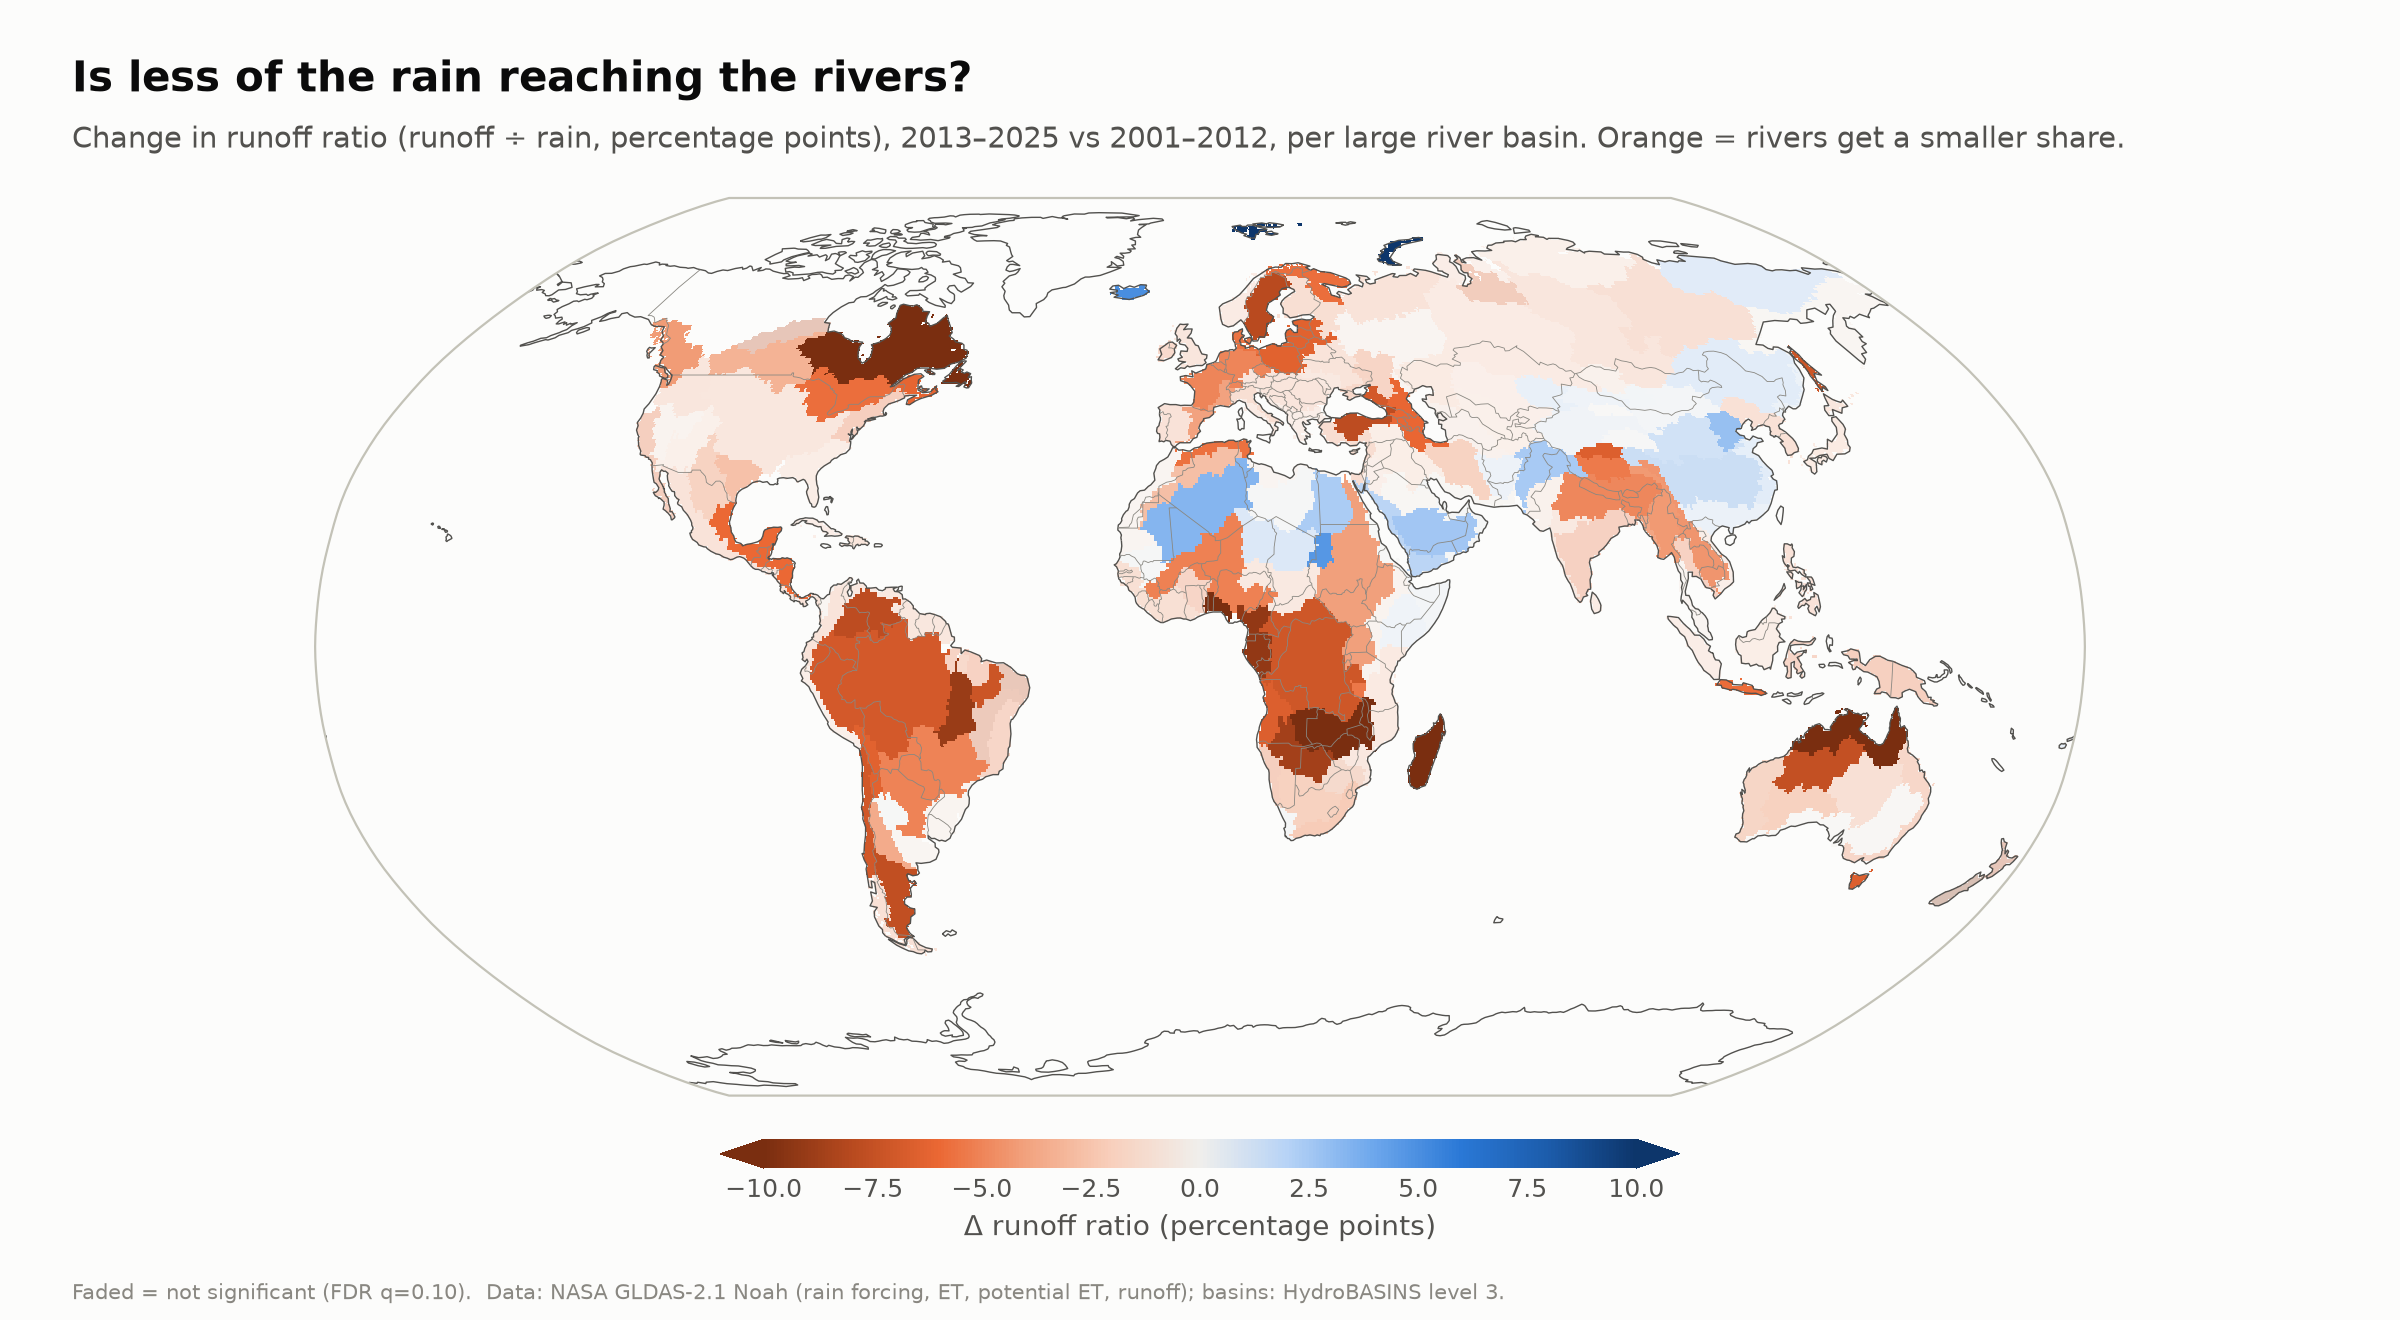 Is less of the rain reaching the rivers?
Change in runoff ratio (runoff ÷ rain, percentage points), 2013–2025 vs 2001–2012, per large river basin. Orange = rivers get a smaller share.
−10.0 −7.5 −5.0 −2.5 0.0 2.5 5.0 7.5 10.0
Δ runoff ratio (percentage points)
Faded = not significant (FDR q=0.10).  Data: NASA GLDAS-2.1 Noah (rain forcing, ET, potential ET, runoff); basins: HydroBASINS level 3.